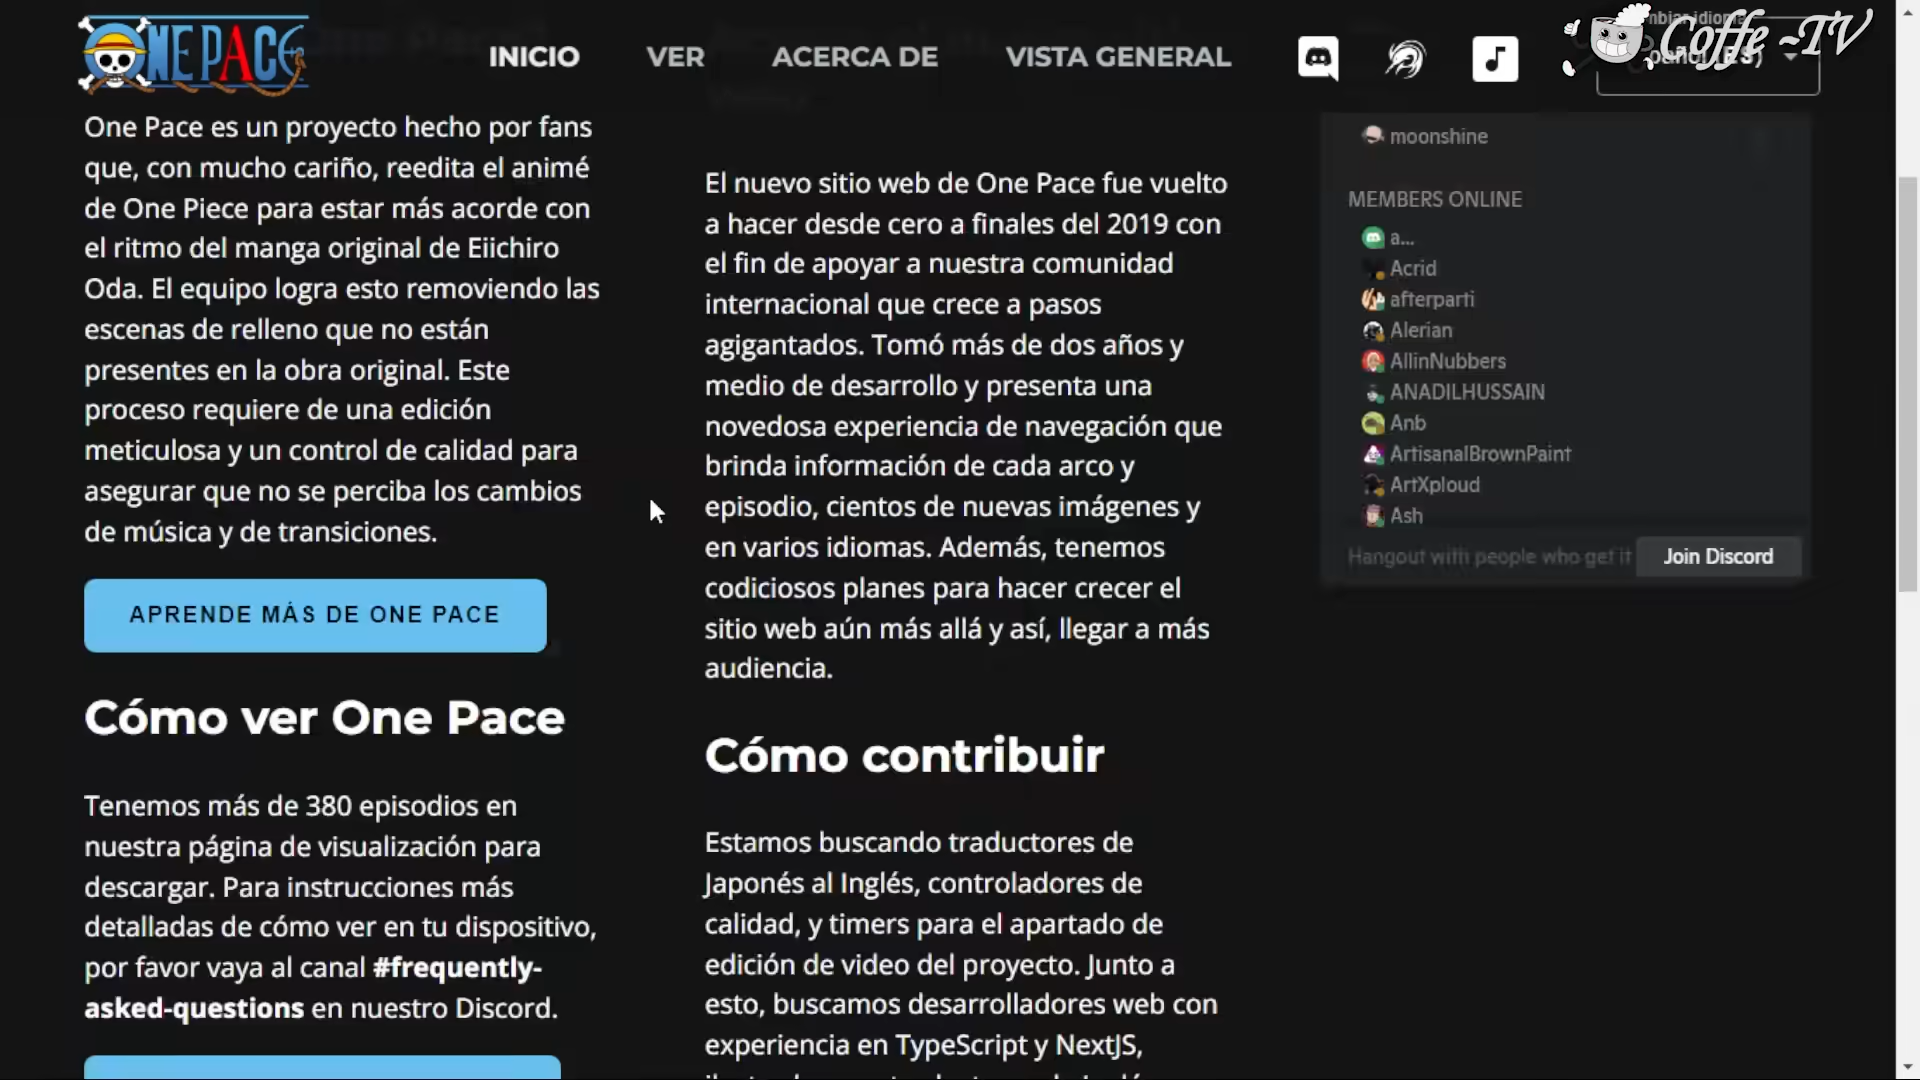 ONE PACE
INICIO
VER
ACERCA DE
VISTA GENERAL
Coffe ~TV
One Pace es un proyecto hecho por fans
que, con mucho cariño, reedita el animé
de One Piece para estar más acorde con
el ritmo del manga original de Eiichiro
Oda. El equipo logra esto removiendo las
escenas de relleno que no están
presentes en la obra original. Este
proceso requiere de una edición
meticulosa y un control de calidad para
asegurar que no se perciba los cambios
de música y de transiciones.
APRENDE MÁS DE ONE PACE
Cómo ver One Pace
Tenemos más de 380 episodios en
nuestra página de visualización para
descargar. Para instrucciones más
detalladas de cómo ver en tu dispositivo,
por favor vaya al canal #frequently-
asked-questions en nuestro Discord.
El nuevo sitio web de One Pace fue vuelto
a hacer desde cero a finales del 2019 con
el fin de apoyar a nuestra comunidad
internacional que crece a pasos
agigantados. Tomó más de dos años y
medio de desarrollo y presenta una
novedosa experiencia de navegación que
brinda información de cada arco y
episodio, cientos de nuevas imágenes y
en varios idiomas. Además, tenemos
codiciosos planes para hacer crecer el
sitio web aún más allá y así, llegar a más
audiencia.
Cómo contribuir
Estamos buscando traductores de
Japonés al Inglés, controladores de
calidad, y timers para el apartado de
edición de video del proyecto. Junto a
esto, buscamos desarrolladores web con
experiencia en TypeScript y NextJS,
moonshine
MEMBERS ONLINE
a...
Acrid
afterparti
Alerian
AllinNubbers
ANADILHUSSAIN
Anb
ArtisanalBrownPaint
ArtXploud
Ash
Hangout with people who get it
Join Discord